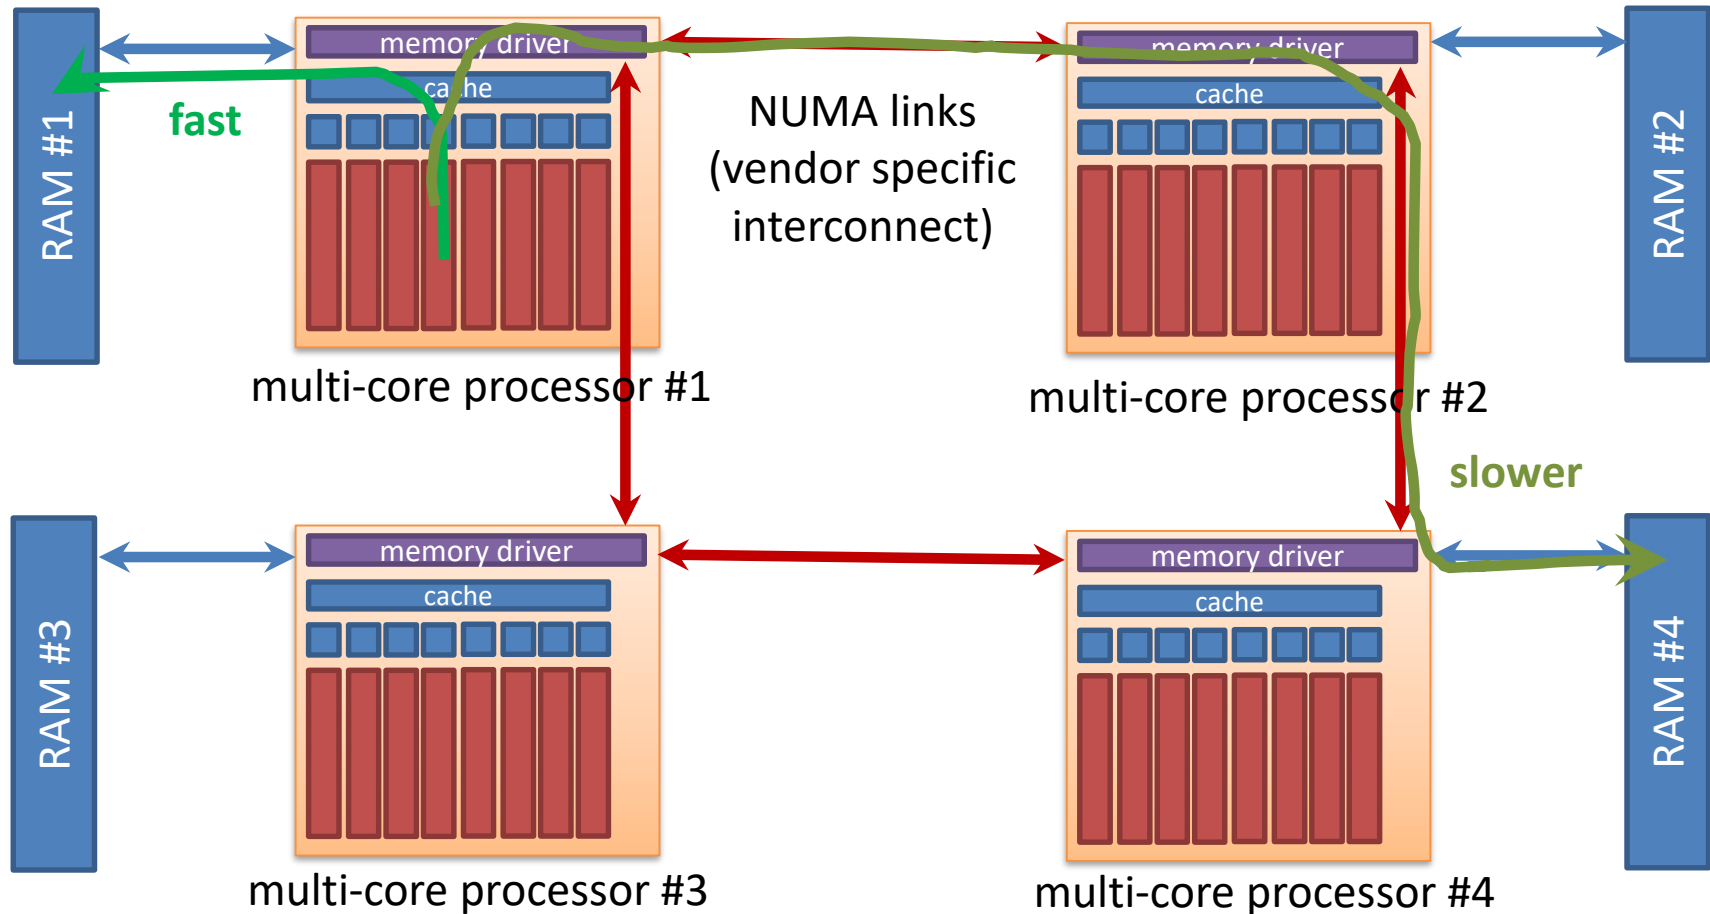 RAM #1
memory driver
cache
fast
NUMA links
(vendor specific
interconnect)
memory driver
cache
RAM #2
multi-core processor #1
multi-core processor #2
slower
RAM #3
memory driver
cache
memory driver
cache
RAM #4
multi-core processor #3
multi-core processor #4